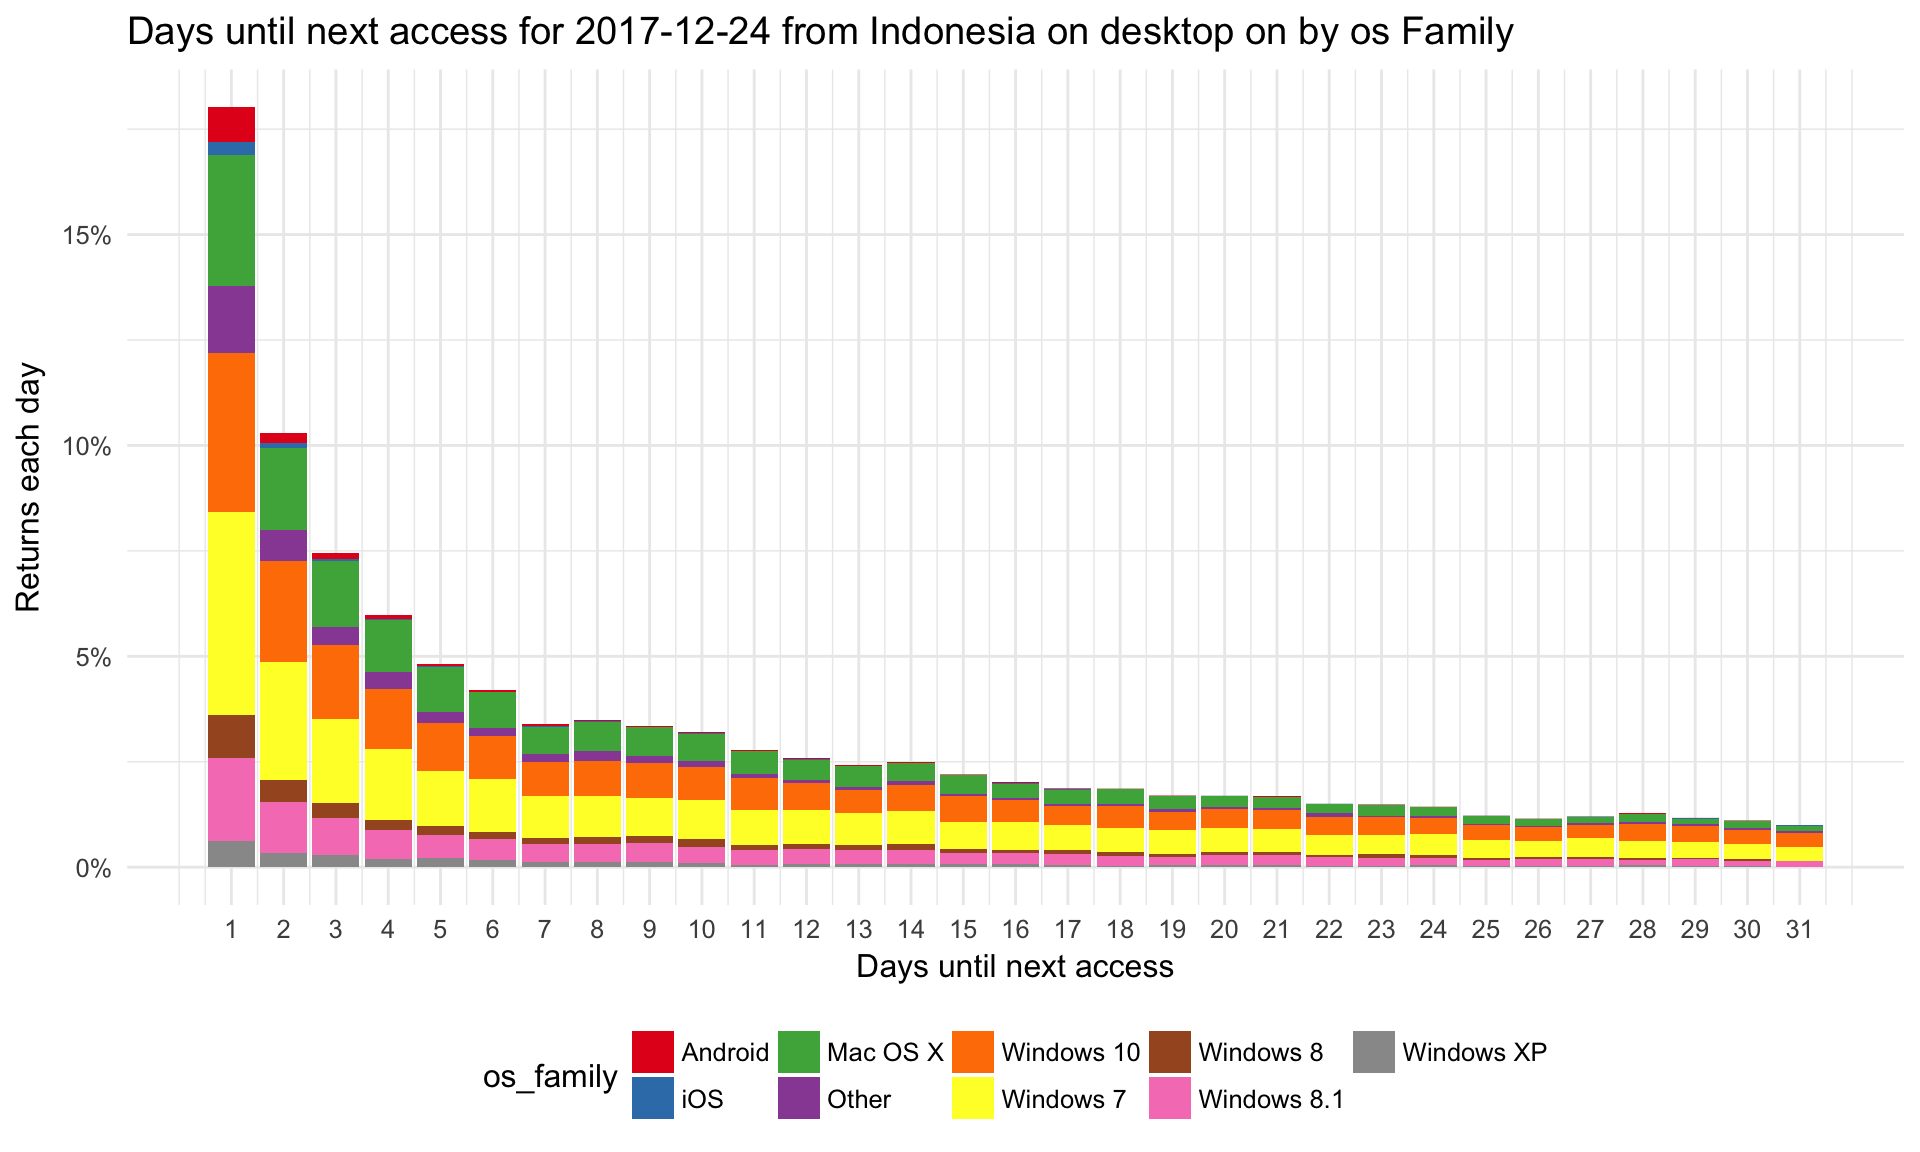 Days until next access for 2017-12-24 from Indonesia on desktop on by os Family
Returns each day
15%
10%
5%
0%
1 2 3 4 5 6 7 8 9 10 11 12 13 14 15 16 17 18 19 20 21 22 23 24 25 26 27 28 29 30 31
Days until next access
os_family
Android Mac OS X Windows 10 Windows 8 Windows XP
iOS Other Windows 7 Windows 8.1